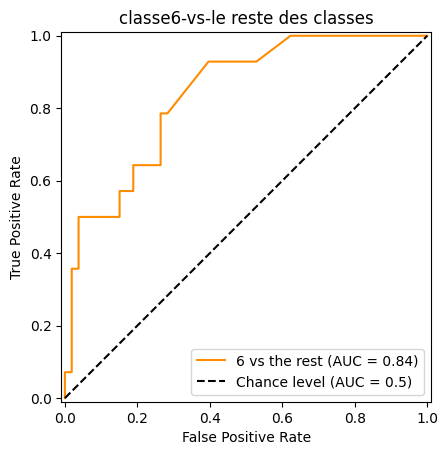 classe6-vs-le reste des classes
True Positive Rate
1.0
0.8
0.6
0.4
0.2
0.0
0.0 0.2 0.4 0.6 0.8 1.0
False Positive Rate
6 vs the rest (AUC = 0.84)
Chance level (AUC = 0.5)